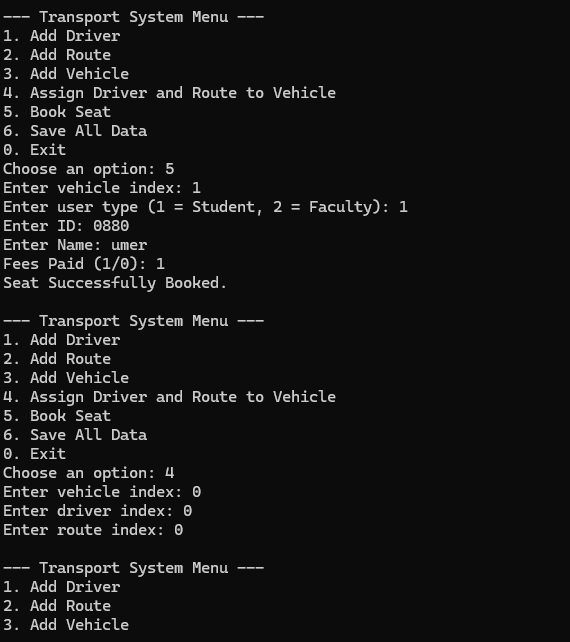 --- Transport System Menu ---
1. Add Driver
2. Add Route
3. Add Vehicle
4. Assign Driver and Route to Vehicle
5. Book Seat
6. Save All Data
0. Exit
Choose an option: 5
Enter vehicle index: 1
Enter user type (1 = Student, 2 = Faculty): 1
Enter ID: 0880
Enter Name: umer
Fees Paid (1/0): 1
Seat Successfully Booked.

--- Transport System Menu ---
1. Add Driver
2. Add Route
3. Add Vehicle
4. Assign Driver and Route to Vehicle
5. Book Seat
6. Save All Data
0. Exit
Choose an option: 4
Enter vehicle index: 0
Enter driver index: 0
Enter route index: 0

--- Transport System Menu ---
1. Add Driver
2. Add Route
3. Add Vehicle